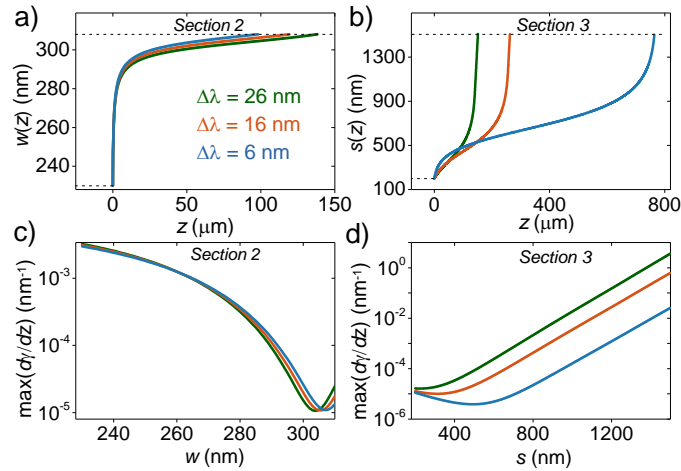 a)
Section 2
w(z) (nm)
300
280
260
240
Δλ = 26 nm
Δλ = 16 nm
Δλ = 6 nm
0
50
100
150
z (μm)
b)
Section 3
s(z) (nm)
1300
900
500
100
0
400
800
z (μm)
c)
Section 2
max(dγ/dz) (nm⁻¹)
10⁻³
10⁻⁴
10⁻⁵
240
260
280
300
w (nm)
d)
Section 3
max(dγ/dz) (nm⁻¹)
10⁰
10⁻²
10⁻⁴
10⁻⁶
400
800
1200
s (nm)